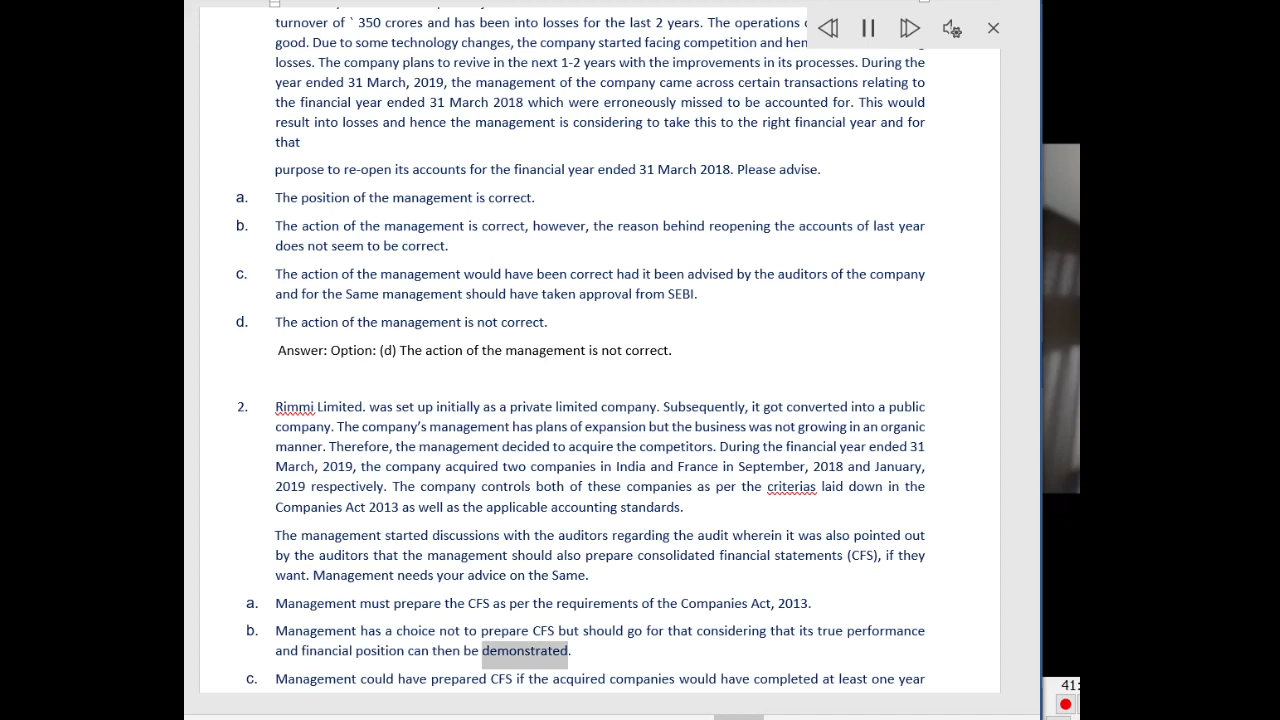 turnover of ` 350 crores and has been into losses for the last 2 years. The operations
good. Due to some technology changes, the company started facing competition and
losses. The company plans to revive in the next 1-2 years with the improvements in its processes. During the
year ended 31 March, 2019, the management of the company came across certain transactions relating to
the financial year ended 31 March 2018 which were erroneously missed to be accounted for. This would
result into losses and hence the management is considering to take this to the right financial year and for
that
purpose to re-open its accounts for the financial year ended 31 March 2018. Please advise.
a. The position of the management is correct.
b. The action of the management is correct, however, the reason behind reopening the accounts of last year
does not seem to be correct.
c. The action of the management would have been correct had it been advised by the auditors of the company
and for the Same management should have taken approval from SEBI.
d. The action of the management is not correct.
Answer: Option: (d) The action of the management is not correct.
2. Rimmi Limited. was set up initially as a private limited company. Subsequently, it got converted into a public
company. The company's management has plans of expansion but the business was not growing in an organic
manner. Therefore, the management decided to acquire the competitors. During the financial year ended 31
March, 2019, the company acquired two companies in India and France in September, 2018 and January,
2019 respectively. The company controls both of these companies as per the criterias laid down in the
Companies Act 2013 as well as the applicable accounting standards.
The management started discussions with the auditors regarding the audit wherein it was also pointed out
by the auditors that the management should also prepare consolidated financial statements (CFS), if they
want. Management needs your advice on the Same.
a. Management must prepare the CFS as per the requirements of the Companies Act, 2013.
b. Management has a choice not to prepare CFS but should go for that considering that its true performance
and financial position can then be demonstrated.
c. Management could have prepared CFS if the acquired companies would have completed at least one year
41: